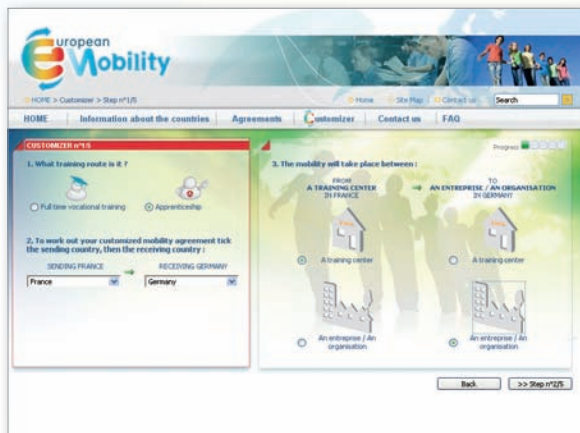 European
Mobility
HOME > Customizer > Step n°1/5
Home
Site Map
Contact us
Search
HOME
Information about the countries
Agreements
Customizer
Contact us
FAQ
CUSTOMIZER n°1/5
1. What training route is it ?
Full time vocational training
Apprenticeship
2. To work out your customized mobility agreement tick
the sending country, then the receiving country :
SENDING FRANCE
RECEIVING GERMANY
France
Germany
Progress
3. The mobility will take place between :
FROM
A TRAINING CENTER
IN FRANCE
TO
AN ENTREPRISE / AN ORGANISATION
IN GERMANY
A training center
A training center
An entreprise / An
organisation
An entreprise / An
organisation
Back
>> Step n°2/5